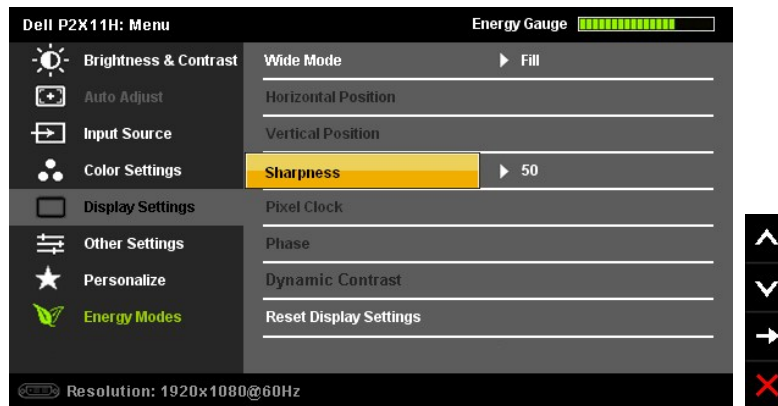 Dell P2X11H: Menu
Energy Gauge
Brightness & Contrast
Auto Adjust
Input Source
Color Settings
Display Settings
Other Settings
Personalize
Energy Modes
Wide Mode Fill
Horizontal Position
Vertical Position
Sharpness 50
Pixel Clock
Phase
Dynamic Contrast
Reset Display Settings
Resolution: 1920x1080@60Hz